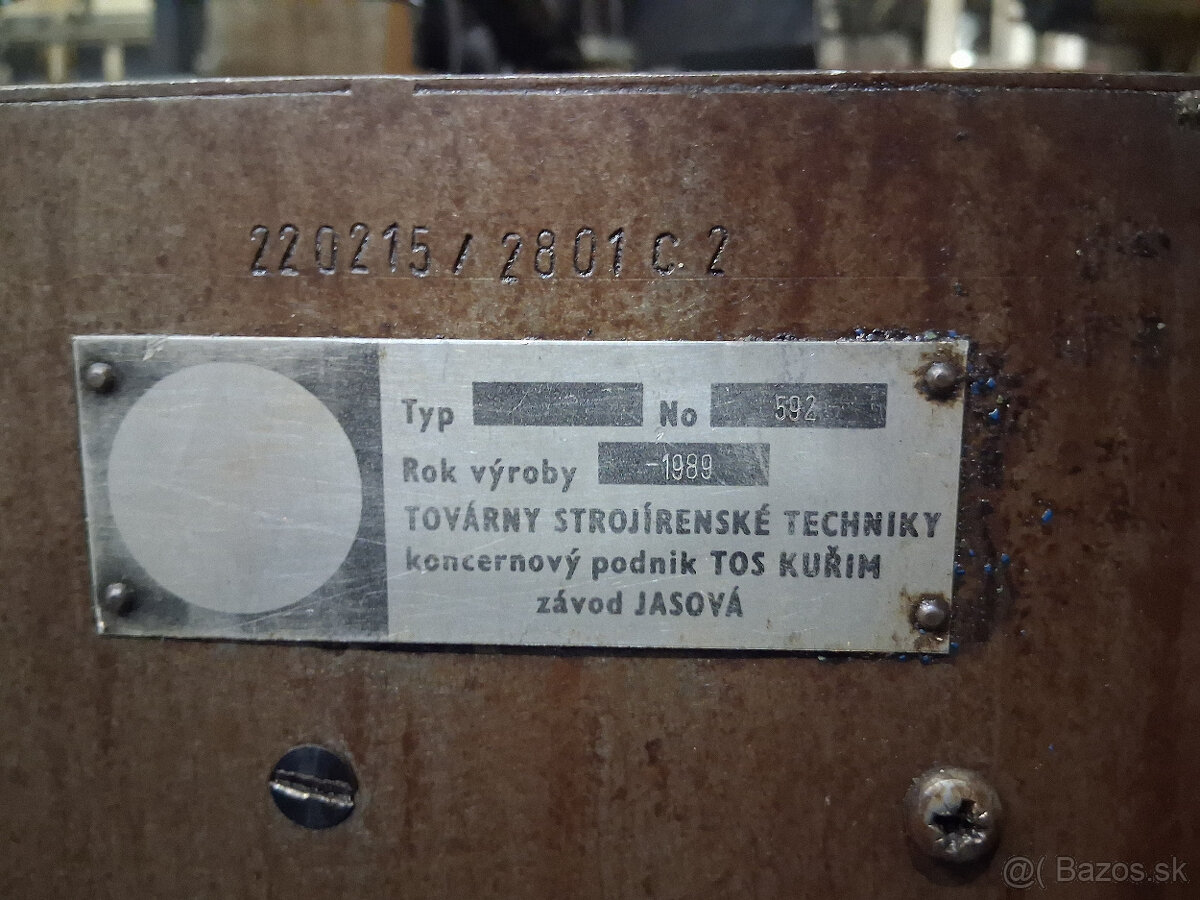 220215/2801 C. 2
Typ No 592
Rok výroby -1989
TOVÁRNY STROJÍRENSKÉ TECHNIKY
koncernový podnik TOS KUŘIM
závod JASOVÁ
@( Bazos.sk